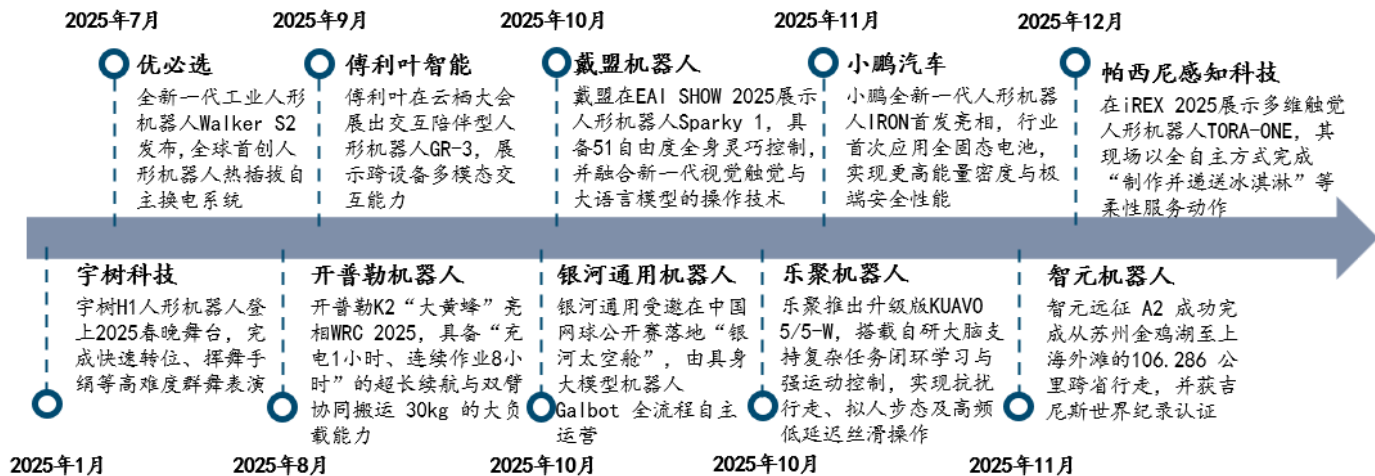 2025年7月
2025年9月
2025年10月
2025年11月
2025年12月
优必选
全新一代工业人形
机器人Walker S2
发布,全球首创人
形机器人热插拔自
主换电系统
傅利叶智能
傅利叶在云栖大会
展出交互陪伴型人
形机器人GR-3，展
示跨设备多模态交
互能力
戴盟机器人
戴盟在EAI SHOW 2025展示
人形机器人Sparky 1，具
备51自由度全身灵巧控制，
并融合新一代视觉触觉与
大语言模型的操作技术
小鹏汽车
小鹏全新一代人形机器
人IRON首发亮相，行业
首次应用全固态电池，
实现更高能量密度与极
端安全性能
帕西尼感知科技
在iREX 2025展示多维触觉
人形机器人TORA-ONE，其
现场以全自主方式完成
“制作并递送冰淇淋”等
柔性服务动作
宇树科技
宇树H1人形机器人登
上2025春晚舞台，完
成快速转位、挥舞手
绢等高难度群舞表演
开普勒机器人
开普勒K2“大黄蜂”亮
相WRC 2025，具备“充
电1小时、连续作业8小
时”的超长续航与双臂
协同搬运 30kg 的大负
载能力
银河通用机器人
银河通用受邀在中国
网球公开赛落地“银
河太空舱”，由具身
大模型机器人
Galbot 全流程自主
运营
乐聚机器人
乐聚推出升级版KUAVO
5/5-W，搭载自研大脑支
持复杂任务闭环学习与
强运动控制，实现抗扰
行走、拟人步态及高频
低延迟丝滑操作
智元机器人
智元远征 A2 成功完
成从苏州金鸡湖至上
海外滩的106.286 公
里跨省行走，并获吉
尼斯世界纪录认证
2025年1月
2025年8月
2025年10月
2025年10月
2025年11月